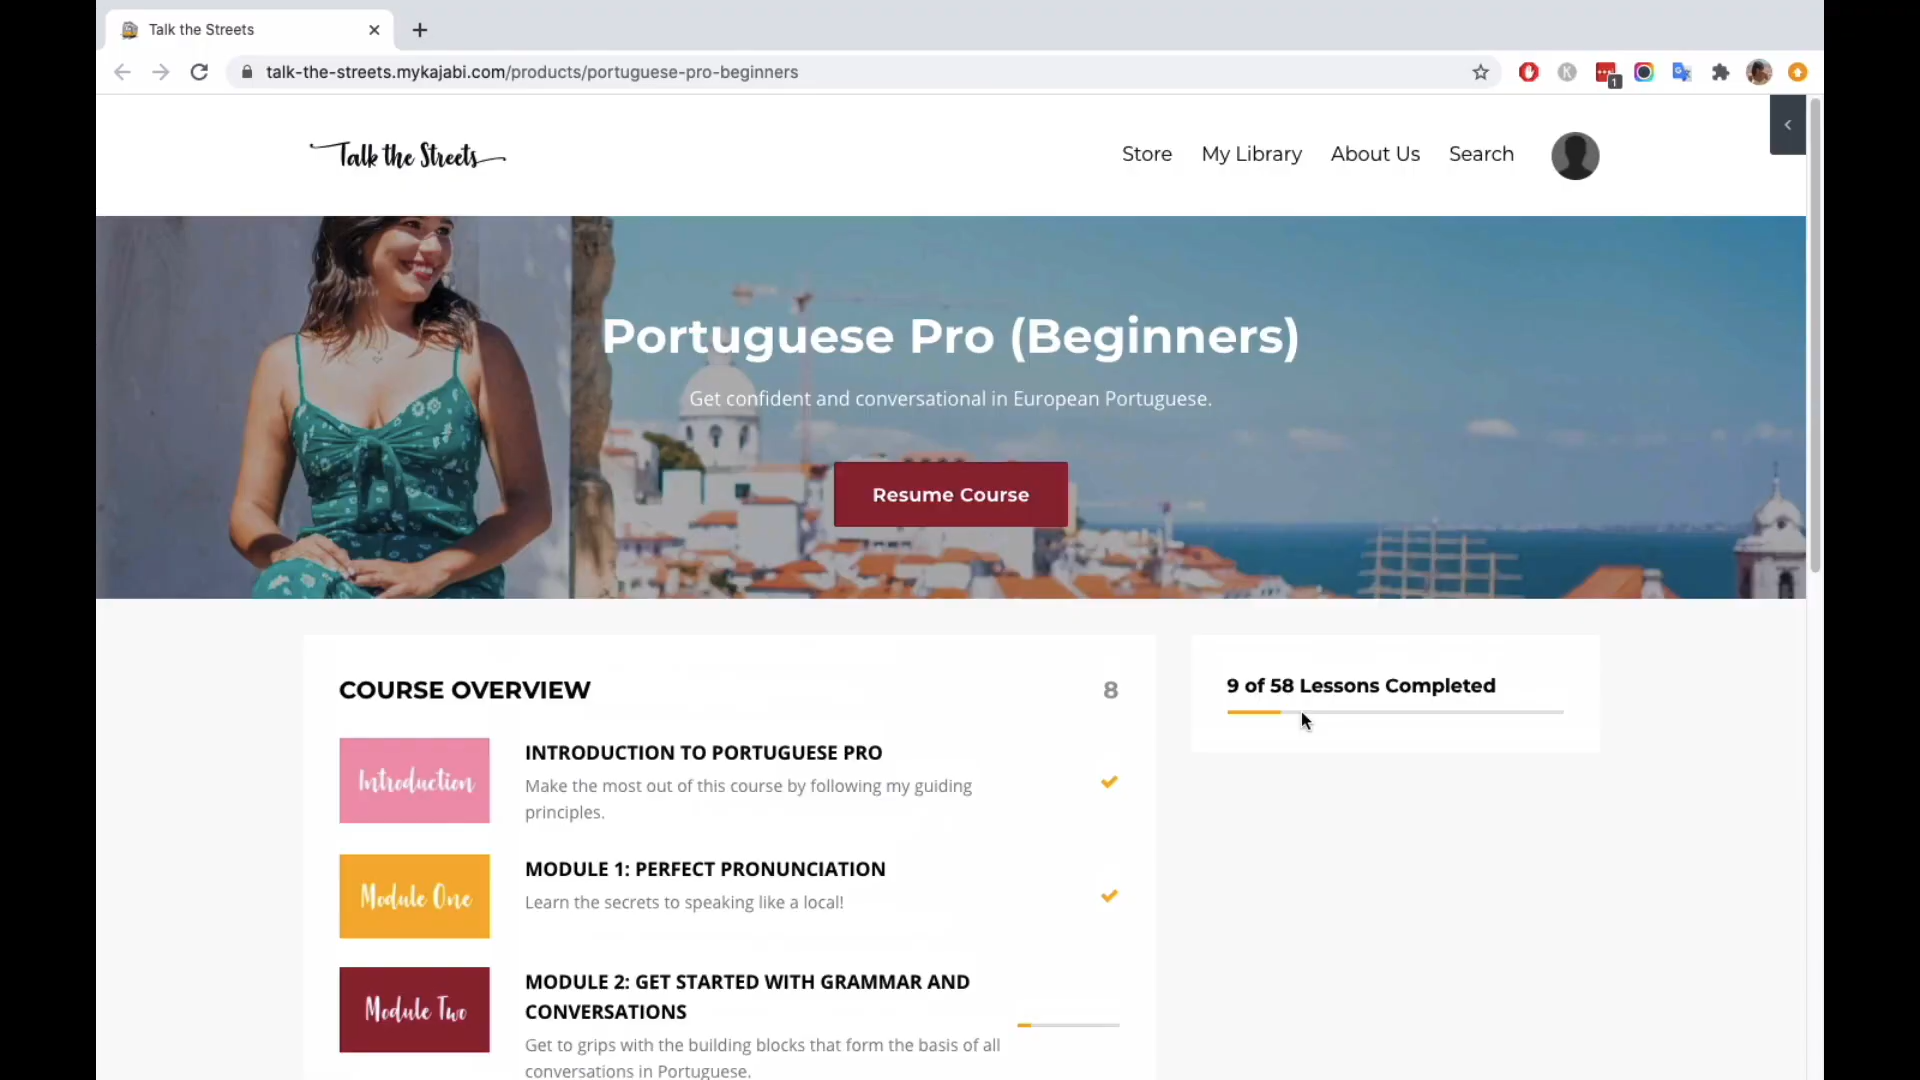 Talk the Streets
talk-the-streets.mykajabi.com/products/portuguese-pro-beginners
1
Talk the Streets
Store My Library About Us Search
Portuguese Pro (Beginners)
Get confident and conversational in European Portuguese.
Resume Course
COURSE OVERVIEW 8
9 of 58 Lessons Completed
Introduction
INTRODUCTION TO PORTUGUESE PRO
Make the most out of this course by following my guiding
principles.
Module One
MODULE 1: PERFECT PRONUNCIATION
Learn the secrets to speaking like a local!
Module Two
MODULE 2: GET STARTED WITH GRAMMAR AND
CONVERSATIONS
Get to grips with the building blocks that form the basis of all
conversations in Portuguese.